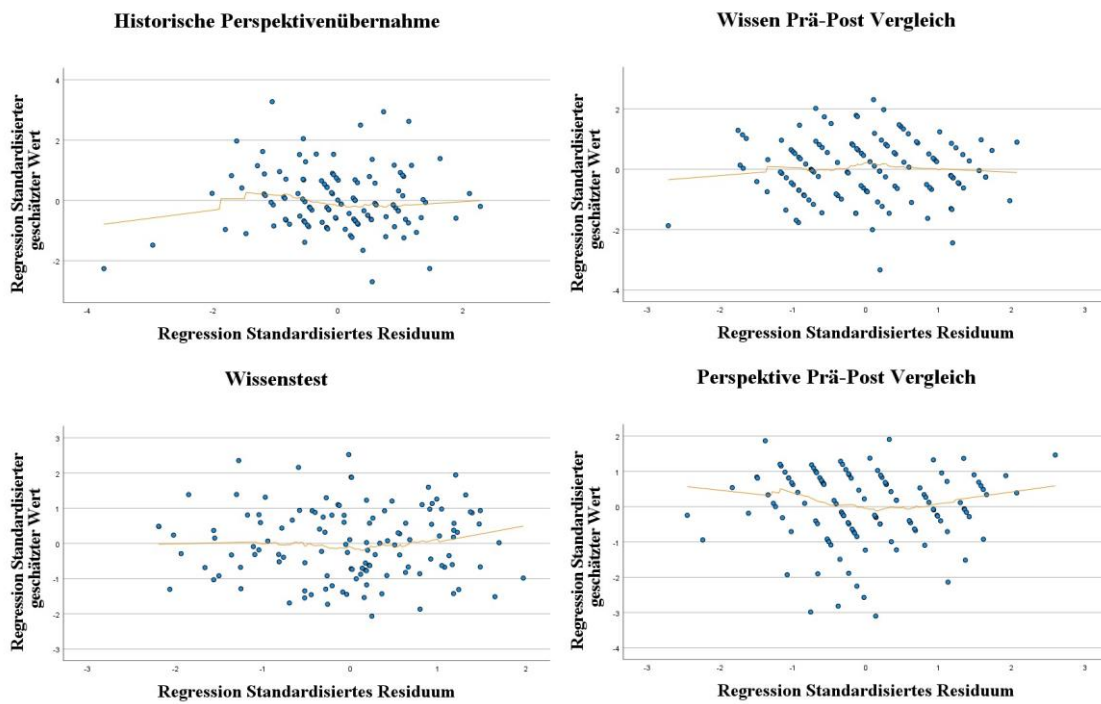 Historische Perspektivenübernahme
Regression Standardisierter
geschätzter Wert
4
2
0
-2
-4
-2
0
2
Regression Standardisiertes Residuum
Wissen Prä-Post Vergleich
Regression Standardisierter
geschätzter Wert
2
0
-2
-4
-3
-2
-1
0
1
2
3
Regression Standardisiertes Residuum
Wissenstest
Regression Standardisierter
geschätzter Wert
3
2
1
0
-1
-2
-3
-3
-2
-1
0
1
2
Regression Standardisiertes Residuum
Perspektive Prä-Post Vergleich
Regression Standardisierter
geschätzter Wert
2
1
0
-1
-2
-3
-4
-3
-2
-1
0
1
2
3
Regression Standardisiertes Residuum